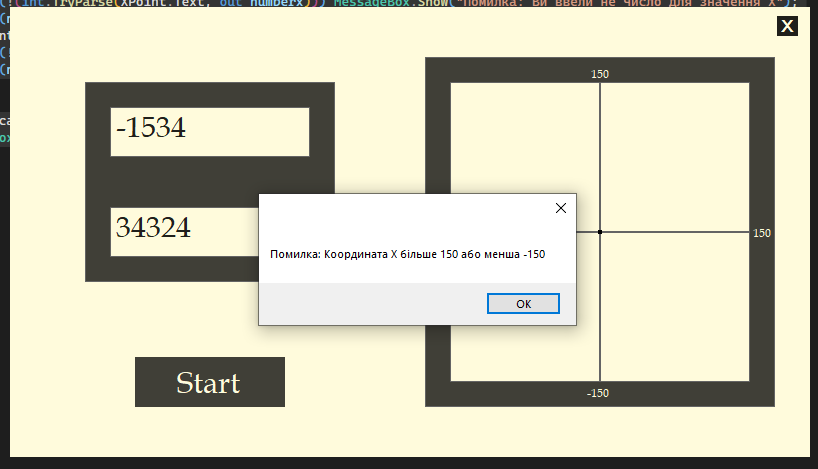 (!(int.TryParse(XPoint.Text, out numberx))) MessageBox.Show("Помилка: Ви ввели не число для значення X");
X
150
-1534
34324
150
Помилка: Координата X більше 150 або менша -150
OK
Start
-150